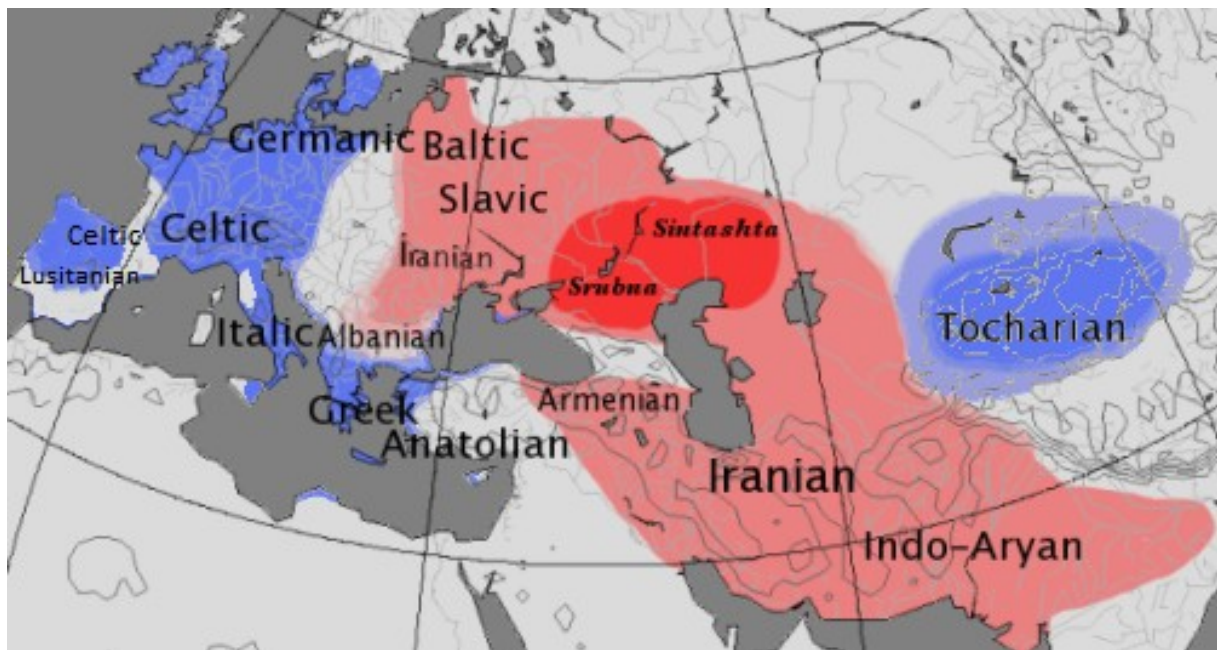 Germanic
Baltic
Slavic
Celtic
Celtic
Sintashta
Iranian
Lusitanian
Srubna
Italic
Albanian
Tocharian
Greek
Armenian
Anatolian
Iranian
Indo-Aryan